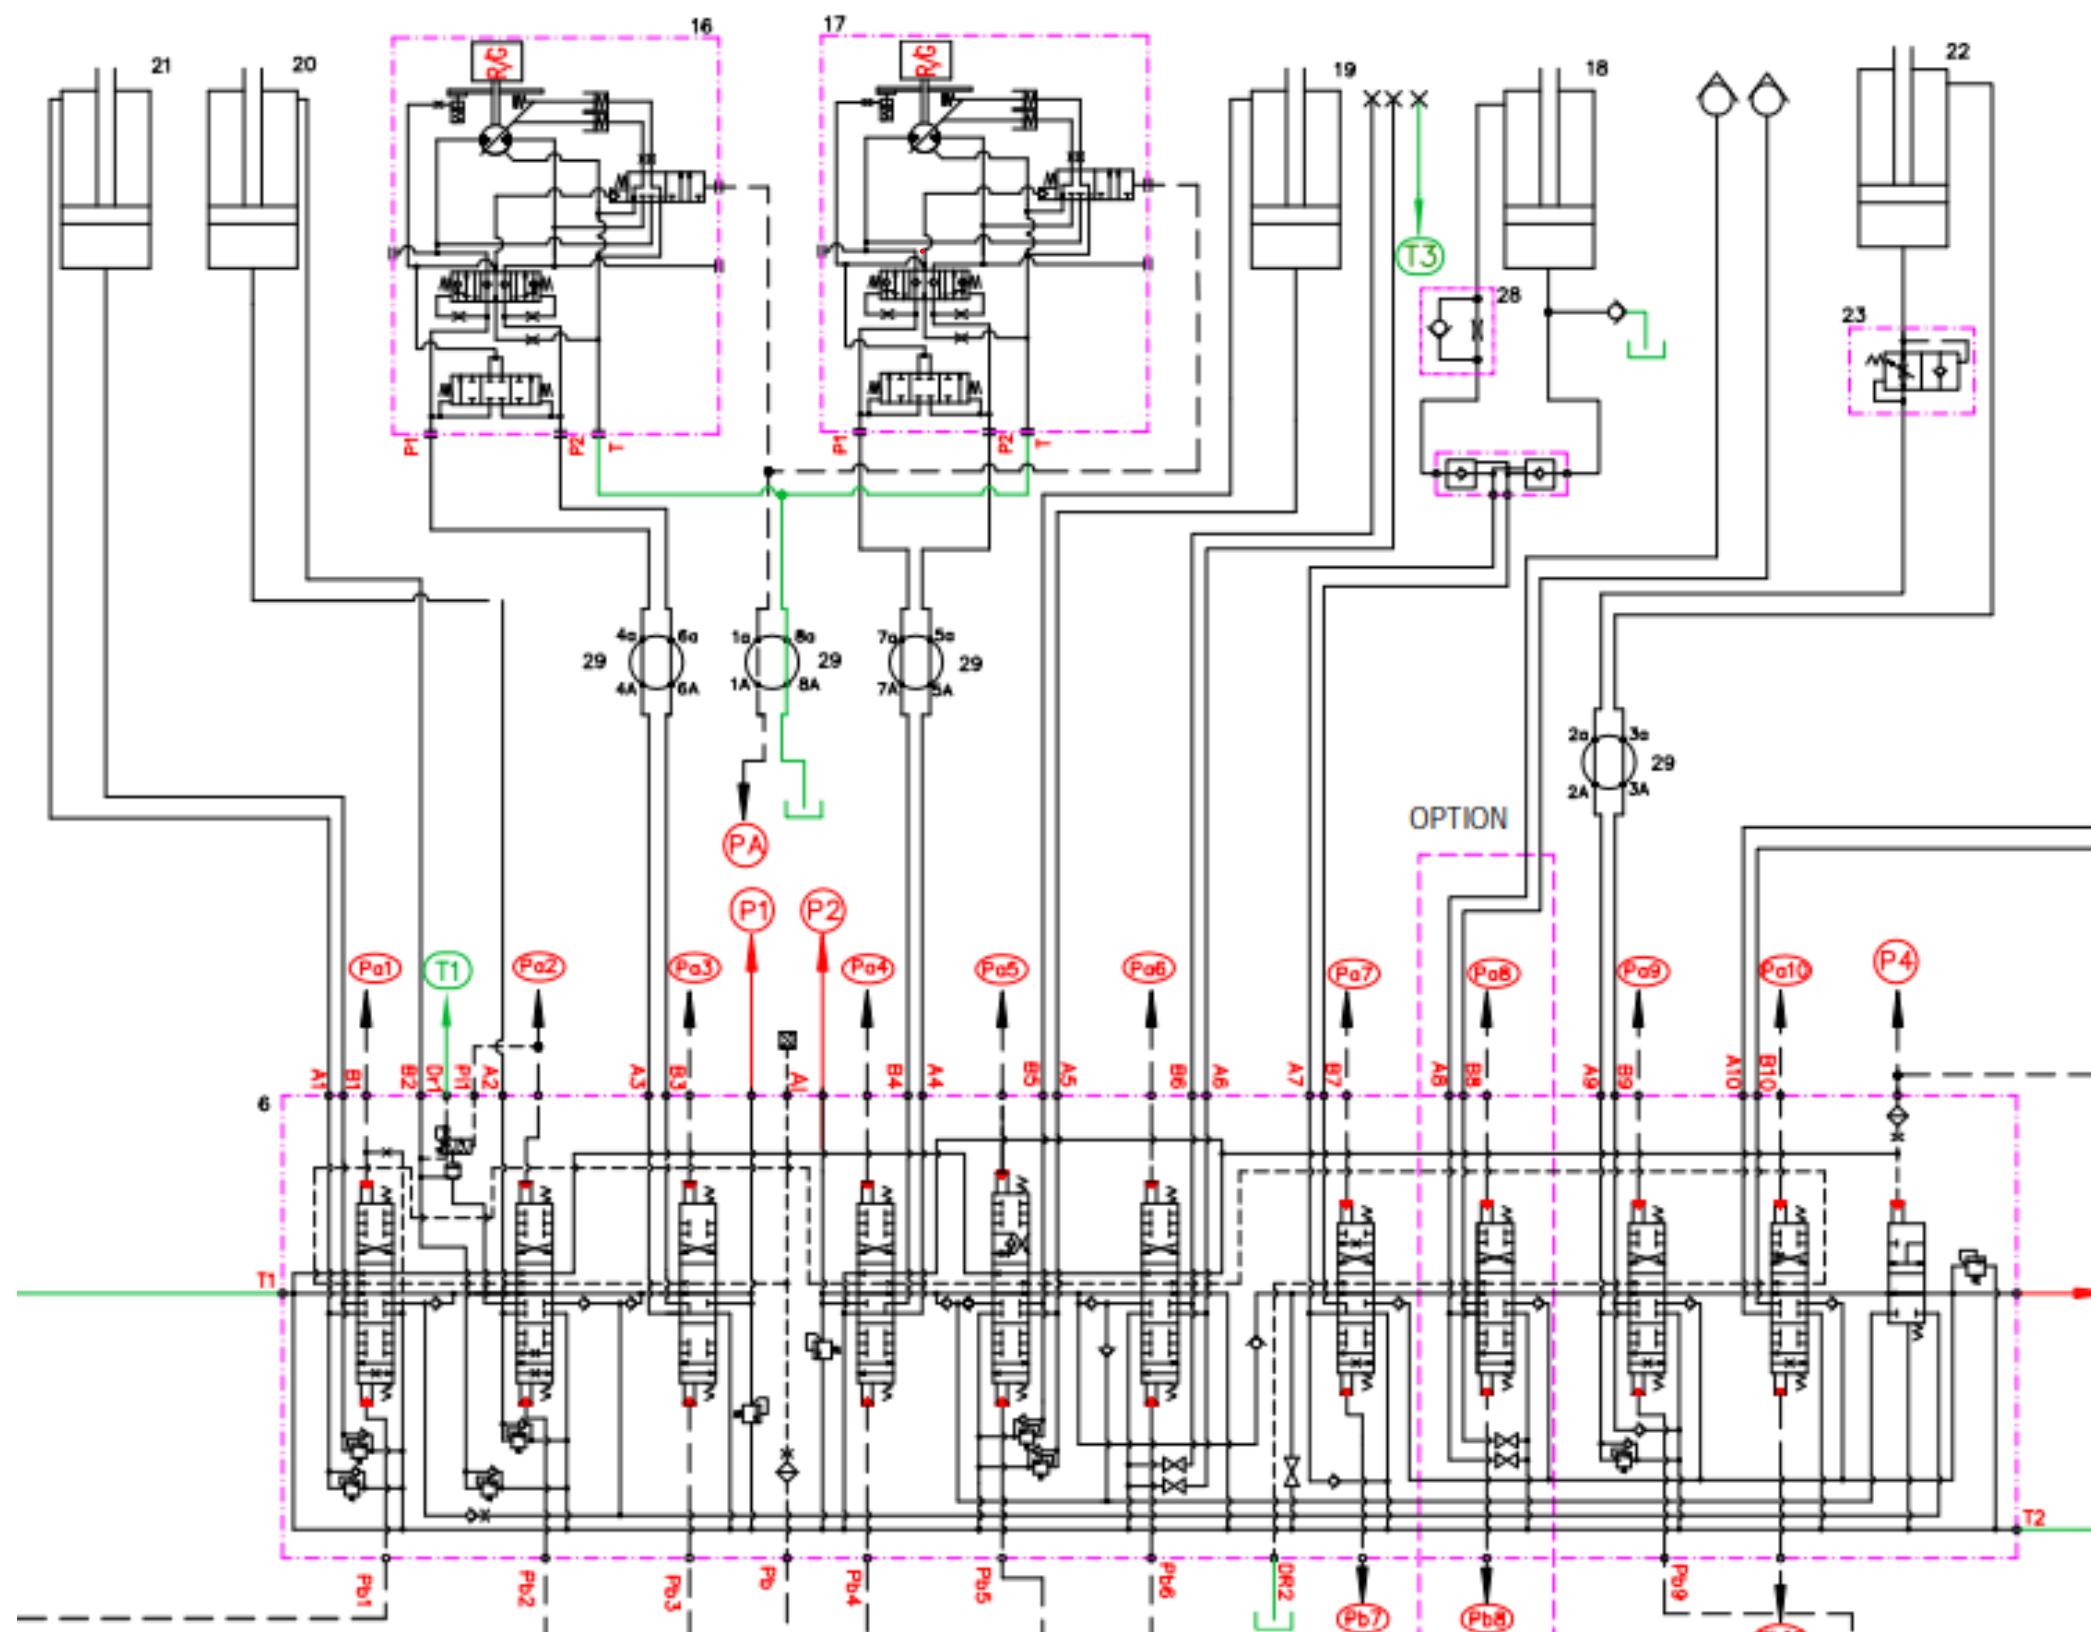 21
20
16
R/G
17
R/G
19
18
22
T3
28
23
P1
P2
T
P1
P2
T
4a
6a
29
4A
6A
1a
8a
29
1A
8A
7a
5a
29
7A
5A
2a
3a
29
2A
3A
OPTION
PA
P1
P2
Pa1
T1
Pa2
Pa3
Pa4
Pa5
Pa6
Pa7
Pa8
Pa9
Pa10
P4
6
A1
B1
B2
Dr1
Pi1
A2
A3
B3
Ai
B4
A4
B5
A5
B6
A6
A7
B7
A8
B8
A9
B9
A10
B10
T1
T2
Pb1
Pb2
Pb3
Pb
Pb4
Pb5
Pb6
DR2
Pb7
Pb8
Pb9